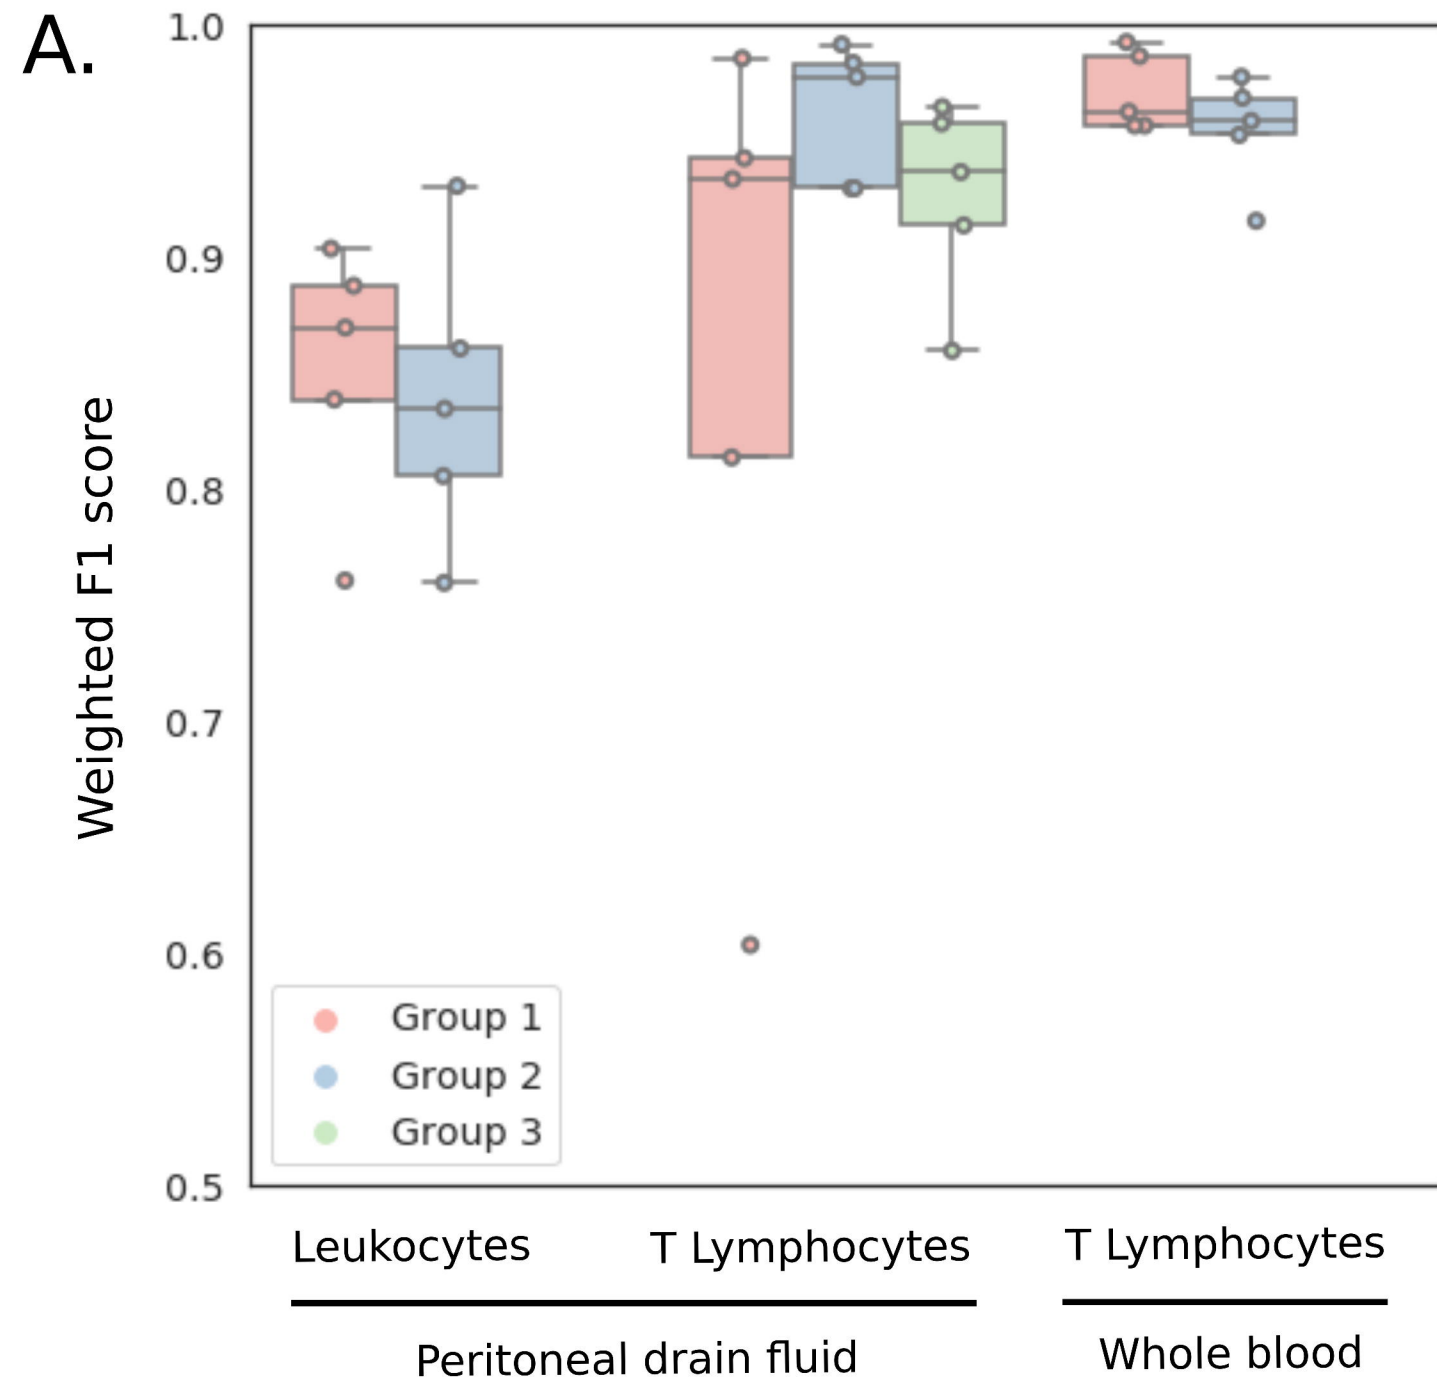 A.
Weighted F1 score
1.0
0.9
0.8
0.7
0.6
0.5
Group 1
Group 2
Group 3
Leukocytes
T Lymphocytes
T Lymphocytes
Peritoneal drain fluid
Whole blood